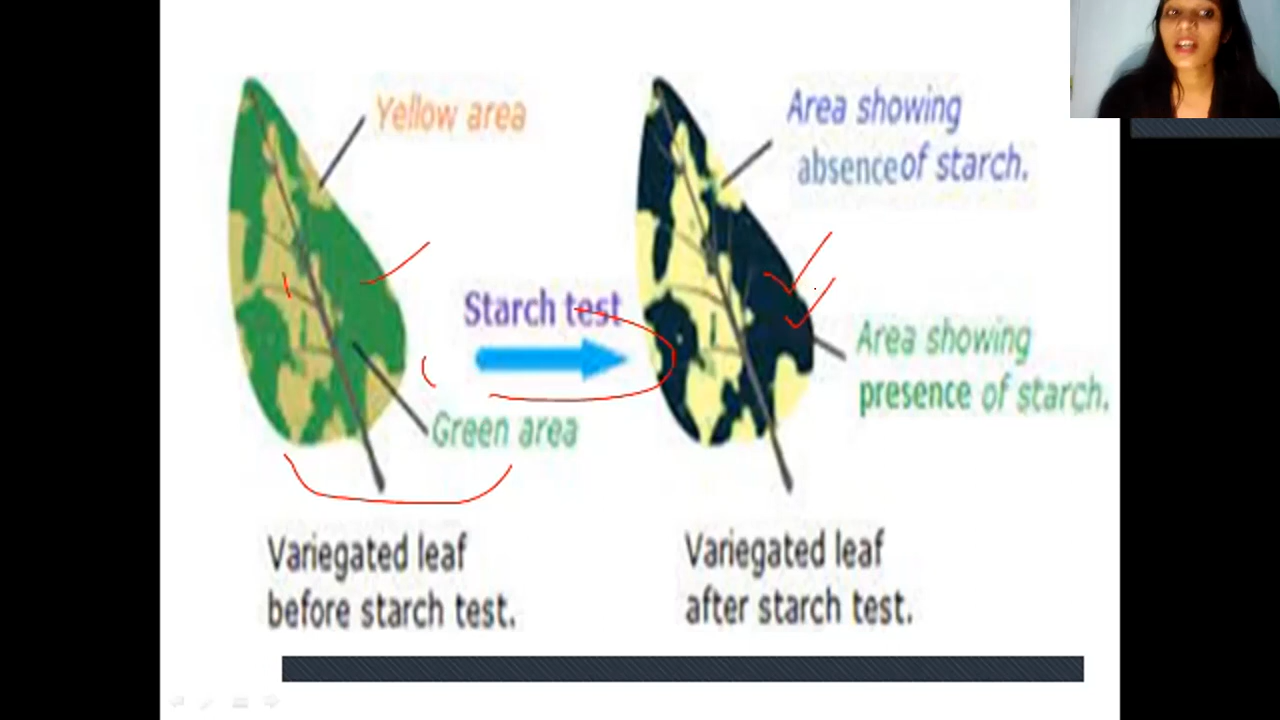 Yellow area
Area showing
absence of starch.
Starch test
Area showing
presence of starch.
Green area
Variegated leaf
before starch test.
Variegated leaf
after starch test.